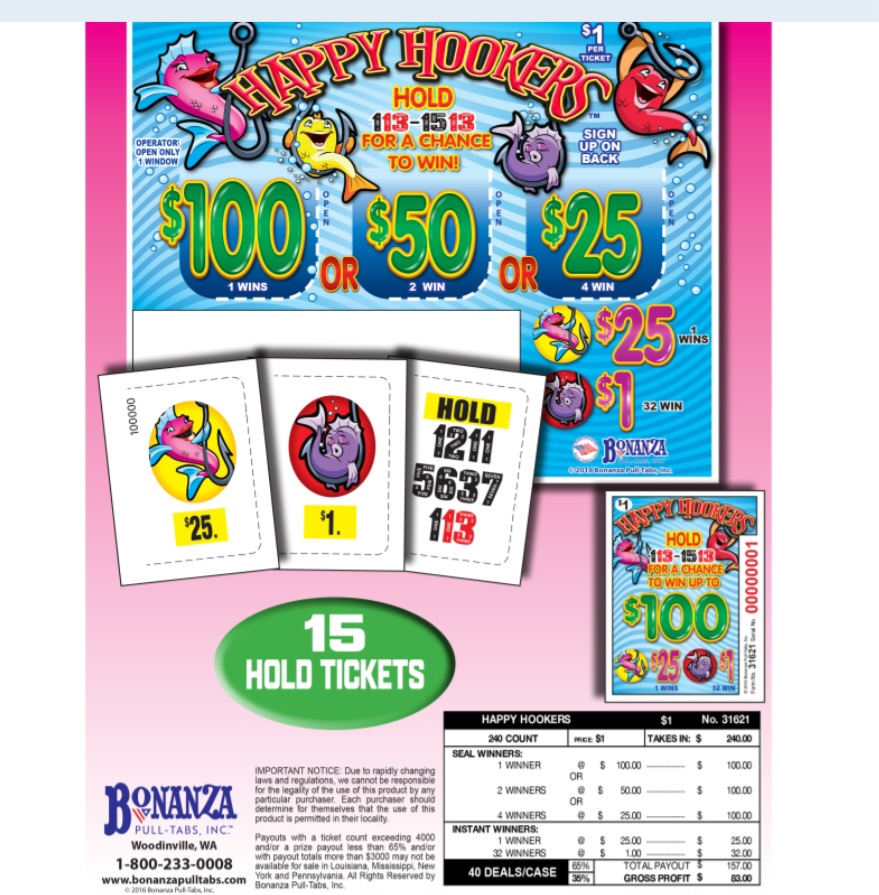 HAPPY HOOKERS™
$1
PER
TICKET
HOLD
113-1513
FOR A CHANCE
TO WIN!
OPERATOR:
OPEN ONLY
1 WINDOW
SIGN
UP ON
BACK
$100
1 WINS
OPEN
OR
$50
2 WIN
OPEN
OR
$25
4 WIN
OPEN
$25
1
WINS
$1
32 WIN
BONANZA
PULL-TABS, INC.
©2016 Bonanza Pull-Tabs, Inc.
100000
$25.
$1.
HOLD
1211
5637
113
$1
HAPPY HOOKERS
HOLD
113-1513
FOR A CHANCE
TO WIN UP TO
$100
$25
1 WINS
$1
32 WIN
© 2016 Bonanza Pull-Tabs, Inc.
Form No. 31621 Serial No. 00000001
15
HOLD TICKETS
HAPPY HOOKERS $1 No. 31621
240 COUNT PRICE: $1 TAKES IN: $ 240.00
SEAL WINNERS:
1 WINNER @ $ 100.00 ............ $ 100.00
OR
2 WINNERS @ $ 50.00 ............ $ 100.00
OR
4 WINNERS @ $ 25.00 ............ $ 100.00
INSTANT WINNERS:
1 WINNER @ $ 25.00 ............ $ 25.00
32 WINNERS @ $ 1.00 ............ $ 32.00
40 DEALS/CASE
65% TOTAL PAYOUT $ 157.00
35% GROSS PROFIT $ 83.00
BONANZA
PULL-TABS, INC.™
Woodinville, WA
1-800-233-0008
www.bonanzapulltabs.com
© 2016 Bonanza Pull-Tabs, Inc.
IMPORTANT NOTICE: Due to rapidly changing
laws and regulations, we cannot be responsible
for the legality of the use of this product by any
particular purchaser. Each purchaser should
determine for themselves that the use of this
product is permitted in their locality.
Payouts with a ticket count exceeding 4000
and/or a prize payout less than 65% and/or
with payout totals more than $3000 may not be
available for sale in Louisiana, Mississippi, New
York and Pennsylvania. All Rights Reserved by
Bonanza Pull-Tabs, Inc.